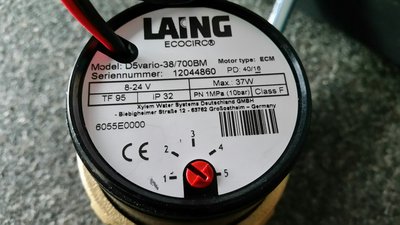 LAING
ECOCIRC®
Model: D5vario-38/700BM Motor type: ECM
Seriennummer: 12044860 PD: 40/16
8-24 V Max: 37W
TF 95 IP 32 PN 1MPa (10bar) Class F
Xylem Water Systems Deutschland GMBH
- Biebigheimer Straße 12 - 63762 Großostheim - Germany
6055E0000
1 2 3 4 5